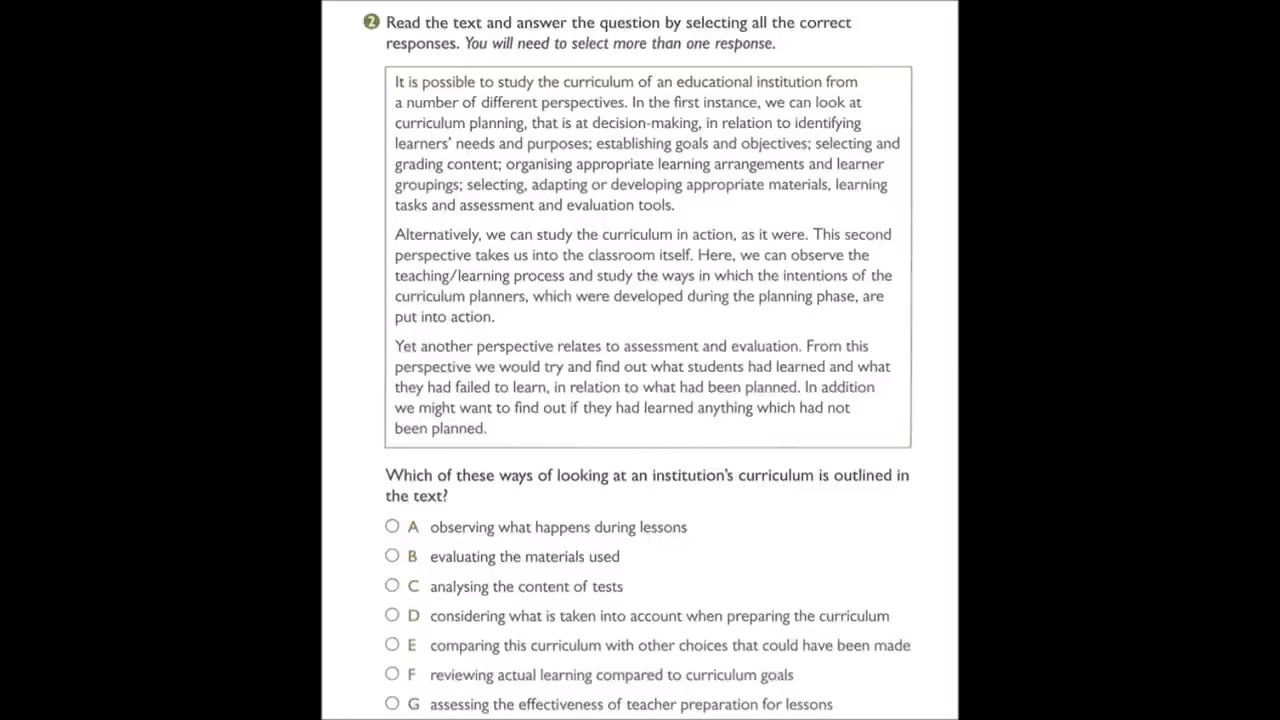 2 Read the text and answer the question by selecting all the correct
responses. You will need to select more than one response.
It is possible to study the curriculum of an educational institution from
a number of different perspectives. In the first instance, we can look at
curriculum planning, that is at decision-making, in relation to identifying
learners' needs and purposes; establishing goals and objectives; selecting and
grading content; organising appropriate learning arrangements and learner
groupings; selecting, adapting or developing appropriate materials, learning
tasks and assessment and evaluation tools.
Alternatively, we can study the curriculum in action, as it were. This second
perspective takes us into the classroom itself. Here, we can observe the
teaching/learning process and study the ways in which the intentions of the
curriculum planners, which were developed during the planning phase, are
put into action.
Yet another perspective relates to assessment and evaluation. From this
perspective we would try and find out what students had learned and what
they had failed to learn, in relation to what had been planned. In addition
we might want to find out if they had learned anything which had not
been planned.
Which of these ways of looking at an institution's curriculum is outlined in
the text?
A observing what happens during lessons
B evaluating the materials used
C analysing the content of tests
D considering what is taken into account when preparing the curriculum
E comparing this curriculum with other choices that could have been made
F reviewing actual learning compared to curriculum goals
G assessing the effectiveness of teacher preparation for lessons